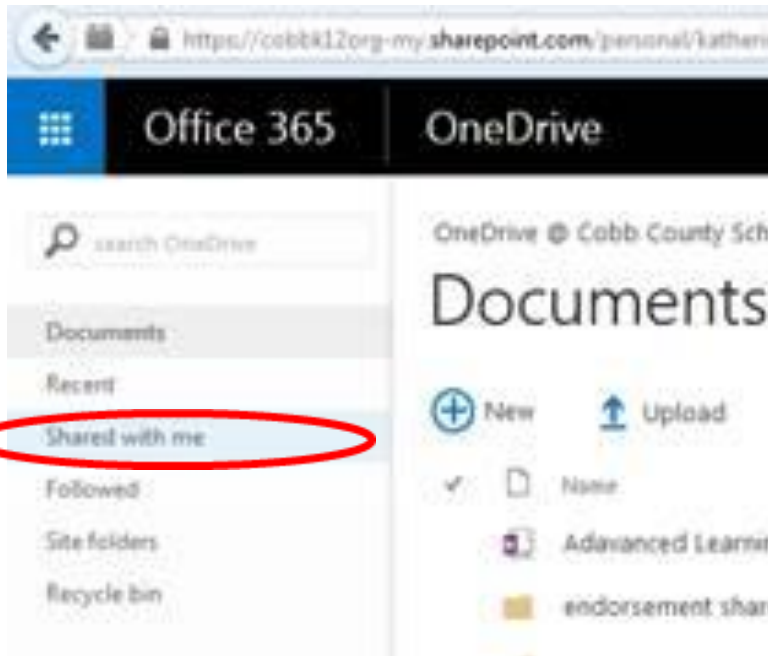 https://cobbk12org-my.sharepoint.com/personal/katheri
Office 365
OneDrive
search OneDrive
Documents
Recent
Shared with me
Followed
Site folders
Recycle bin
OneDrive @ Cobb County Sch
Documents
New
Upload
Name
Adavanced Learnin
endorsement shar